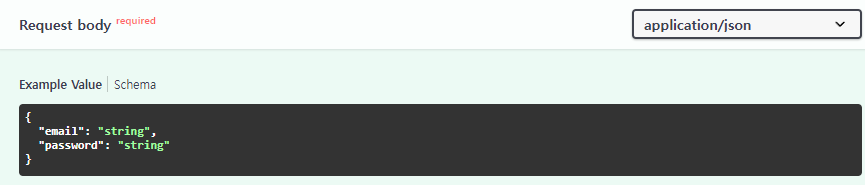 Request body required
application/json
Example Value | Schema
{
  "email": "string",
  "password": "string"
}